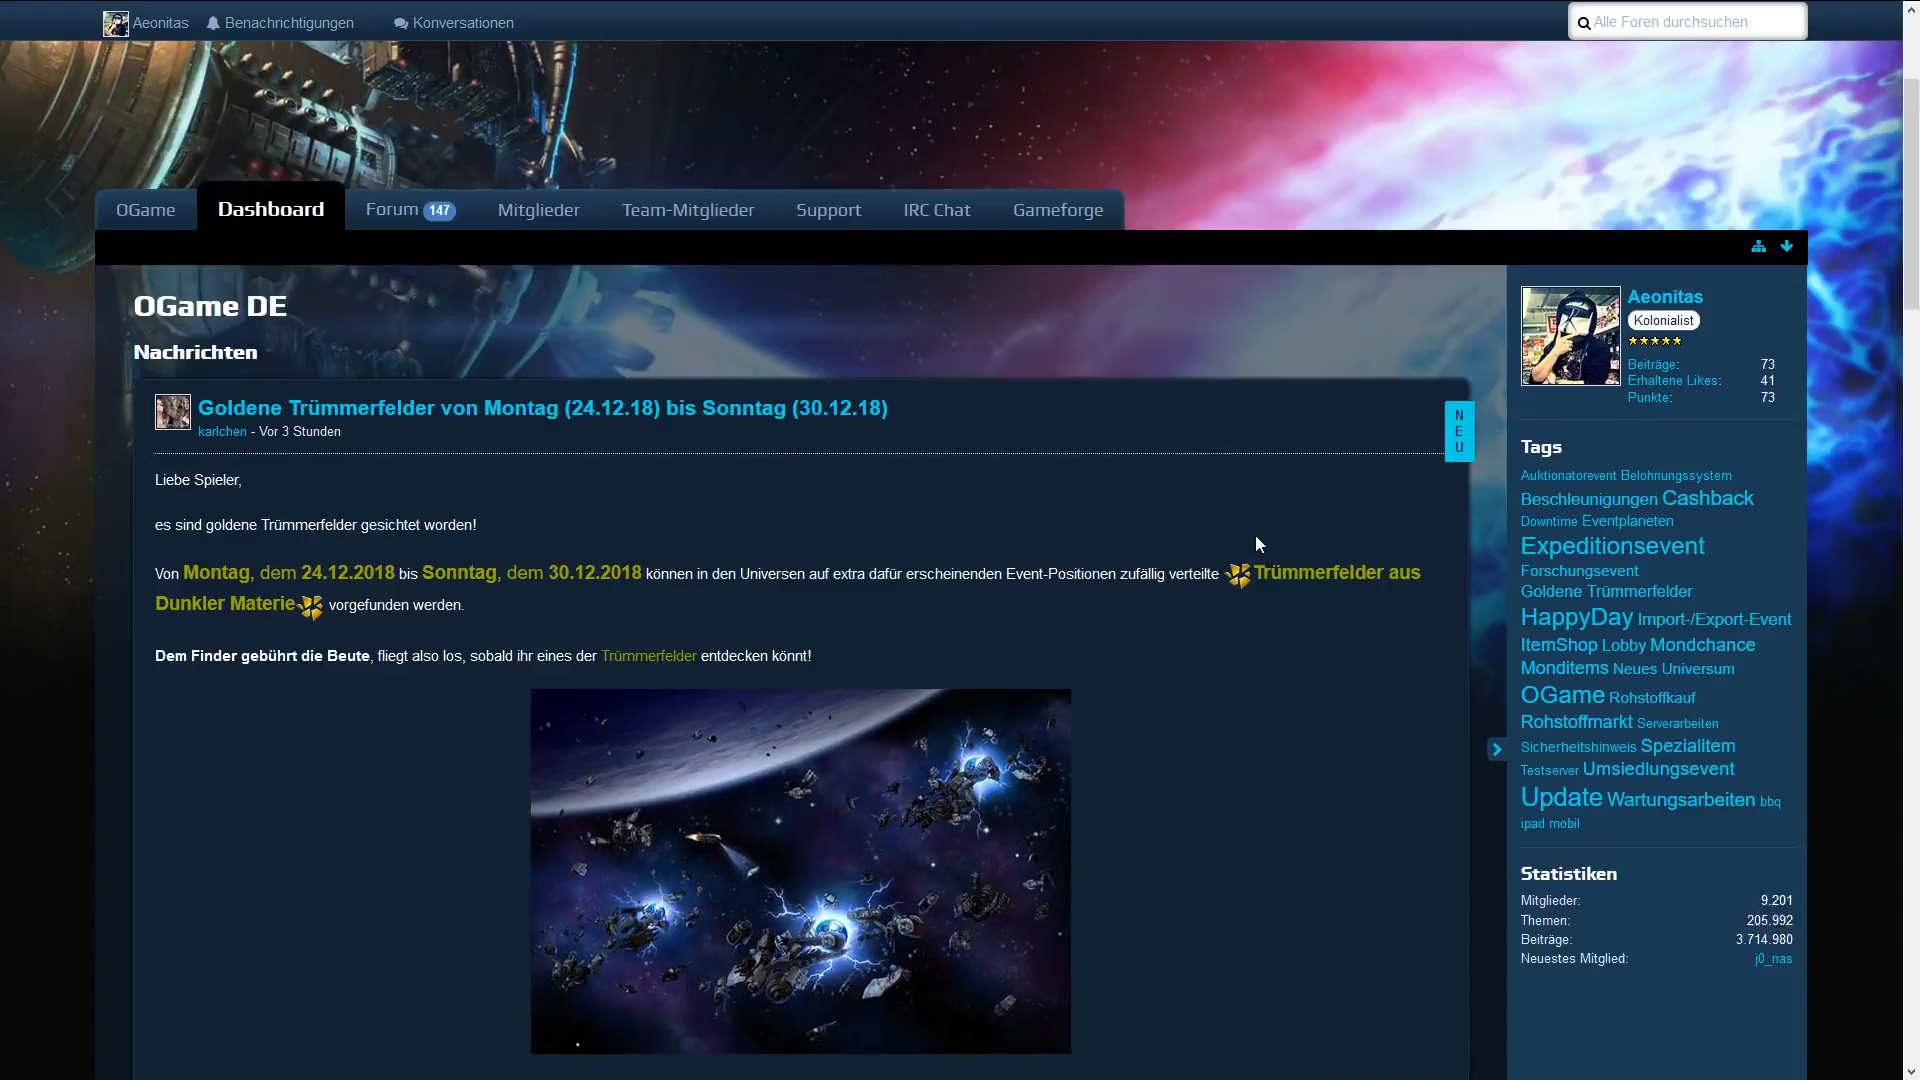 Aeonitas Benachrichtigungen Konversationen
Alle Foren durchsuchen
OGame Dashboard Forum 147 Mitglieder Team-Mitglieder Support IRC Chat Gameforge
OGame DE
Nachrichten
Goldene Trümmerfelder von Montag (24.12.18) bis Sonntag (30.12.18)
karlchen - Vor 3 Stunden
N
E
U
Liebe Spieler,
es sind goldene Trümmerfelder gesichtet worden!
Von Montag, dem 24.12.2018 bis Sonntag, dem 30.12.2018 können in den Universen auf extra dafür erscheinenden Event-Positionen zufällig verteilte Trümmerfelder aus
Dunkler Materie vorgefunden werden.
Dem Finder gebührt die Beute, fliegt also los, sobald ihr eines der Trümmerfelder entdecken könnt!
Aeonitas
Kolonialist
Beiträge: 73
Erhaltene Likes: 41
Punkte: 73
Tags
Auktionatorevent Belohnungssystem
Beschleunigungen Cashback
Downtime Eventplaneten
Expeditionsevent
Forschungsevent
Goldene Trümmerfelder
HappyDay Import-/Export-Event
ItemShop Lobby Mondchance
Monditems Neues Universum
OGame Rohstoffkauf
Rohstoffmarkt Serverarbeiten
Sicherheitshinweis Spezialitem
Testserver Umsiedlungsevent
Update Wartungsarbeiten bbq
ipad mobil
Statistiken
Mitglieder: 9.201
Themen: 205.992
Beiträge: 3.714.980
Neuestes Mitglied: j0_nas